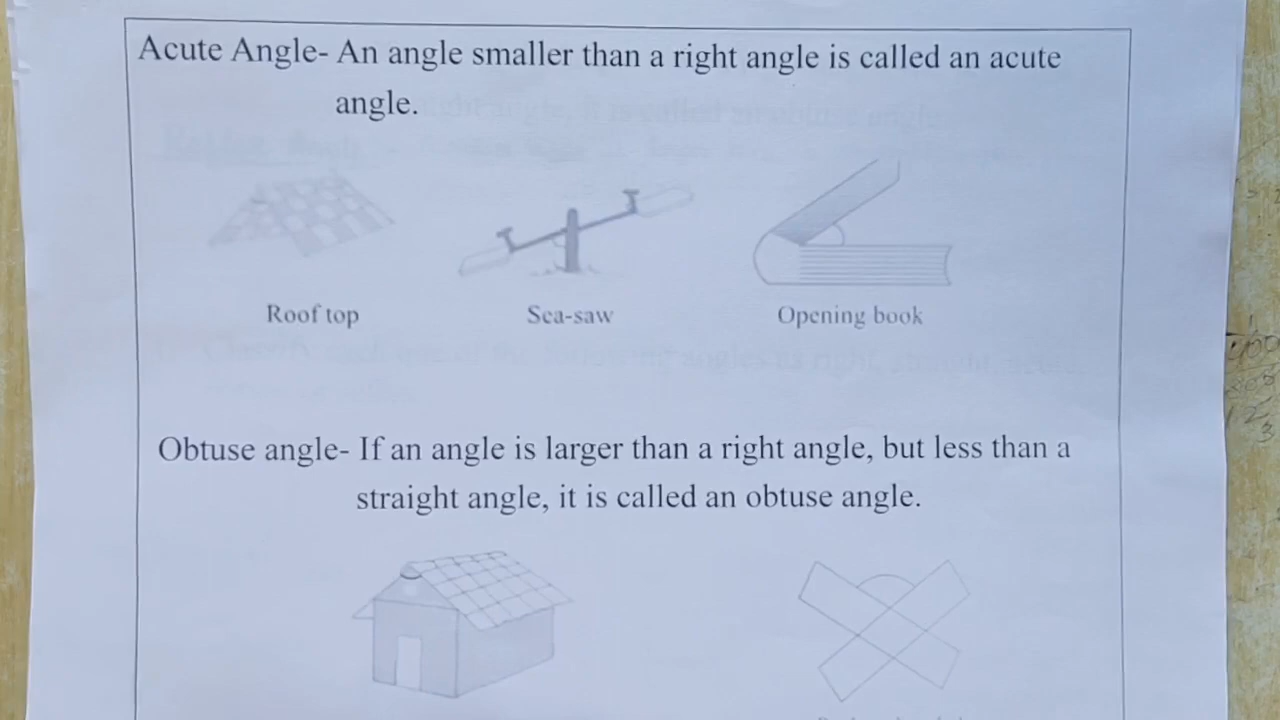 Acute Angle- An angle smaller than a right angle is called an acute
angle.
Roof top
Sea-saw
Opening book
Obtuse angle- If an angle is larger than a right angle, but less than a
straight angle, it is called an obtuse angle.